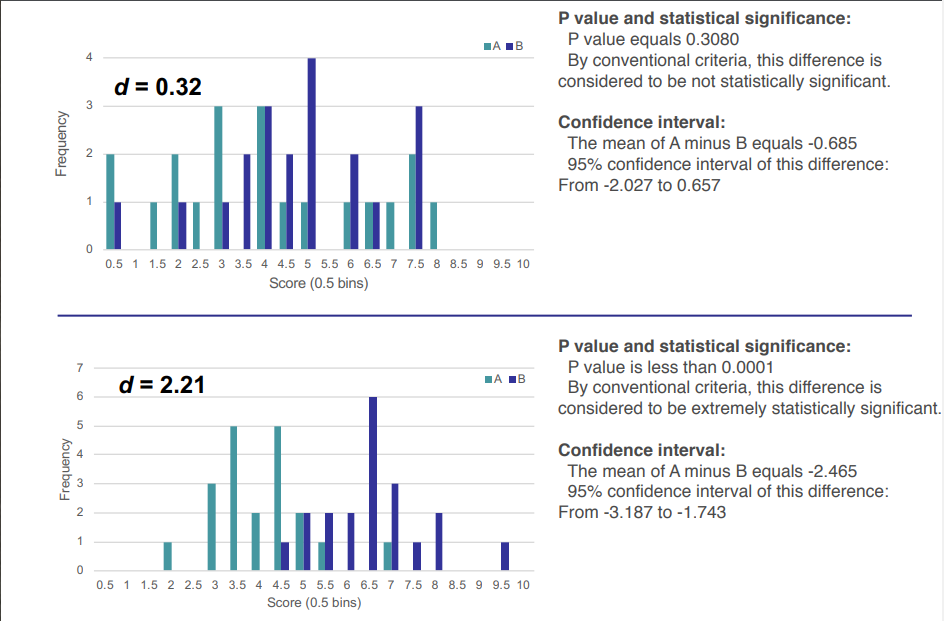 P value and statistical significance:
P value equals 0.3080
By conventional criteria, this difference is
considered to be not statistically significant.
Confidence interval:
The mean of A minus B equals -0.685
95% confidence interval of this difference:
From -2.027 to 0.657
A B
d = 0.32
4
3
2
1
0
Frequency
0.5 1 1.5 2 2.5 3 3.5 4 4.5 5 5.5 6 6.5 7 7.5 8 8.5 9 9.5 10
Score (0.5 bins)
P value and statistical significance:
P value is less than 0.0001
By conventional criteria, this difference is
considered to be extremely statistically significant.
Confidence interval:
The mean of A minus B equals -2.465
95% confidence interval of this difference:
From -3.187 to -1.743
A B
d = 2.21
7
6
5
4
3
2
1
0
Frequency
0.5 1 1.5 2 2.5 3 3.5 4 4.5 5 5.5 6 6.5 7 7.5 8 8.5 9 9.5 10
Score (0.5 bins)